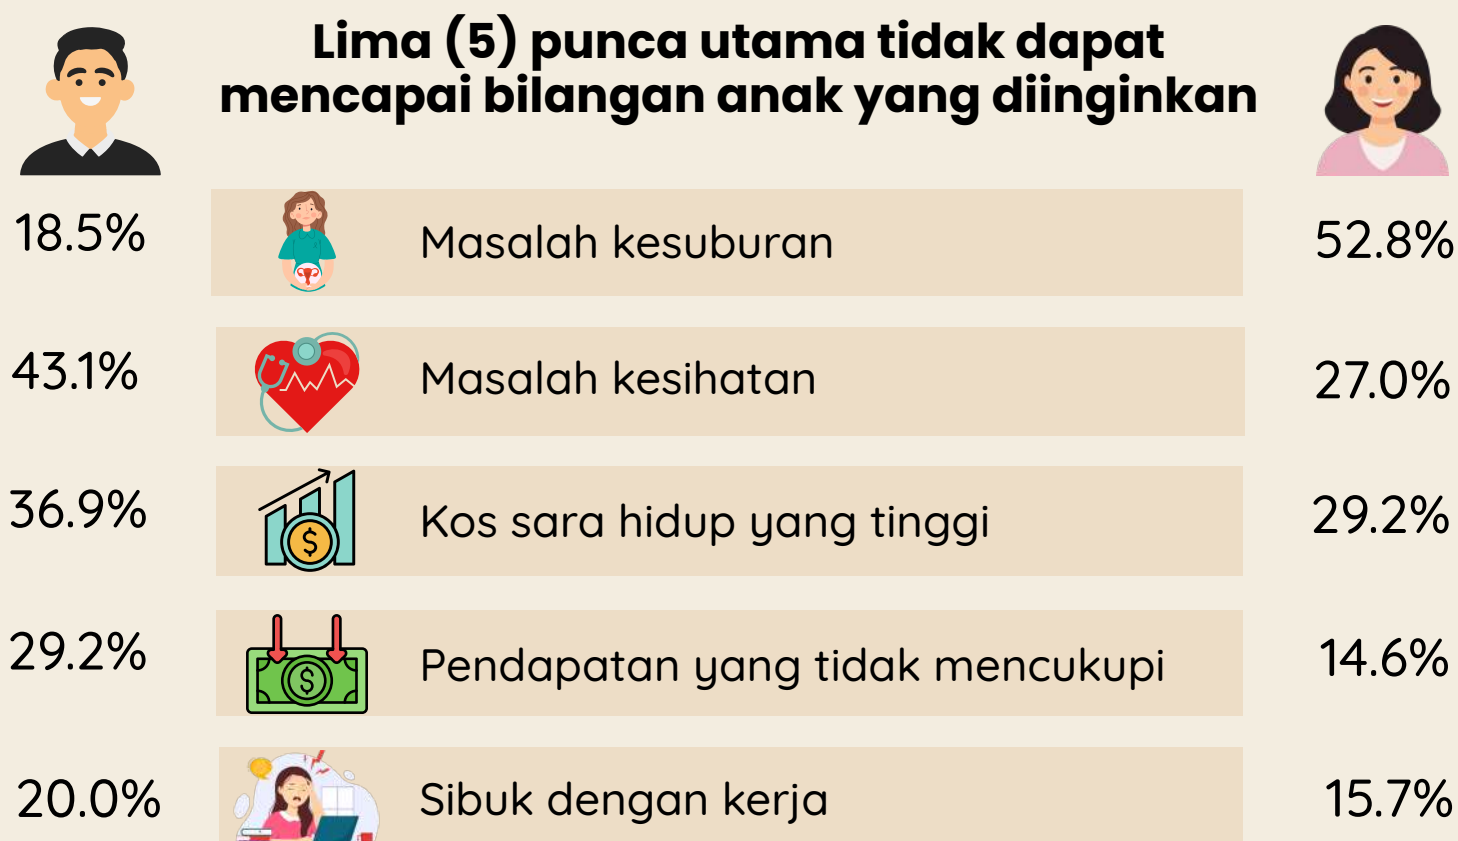 Lima (5) punca utama tidak dapat
mencapai bilangan anak yang diinginkan
18.5% Masalah kesuburan 52.8%
43.1% Masalah kesihatan 27.0%
36.9% Kos sara hidup yang tinggi 29.2%
29.2% Pendapatan yang tidak mencukupi 14.6%
20.0% Sibuk dengan kerja 15.7%